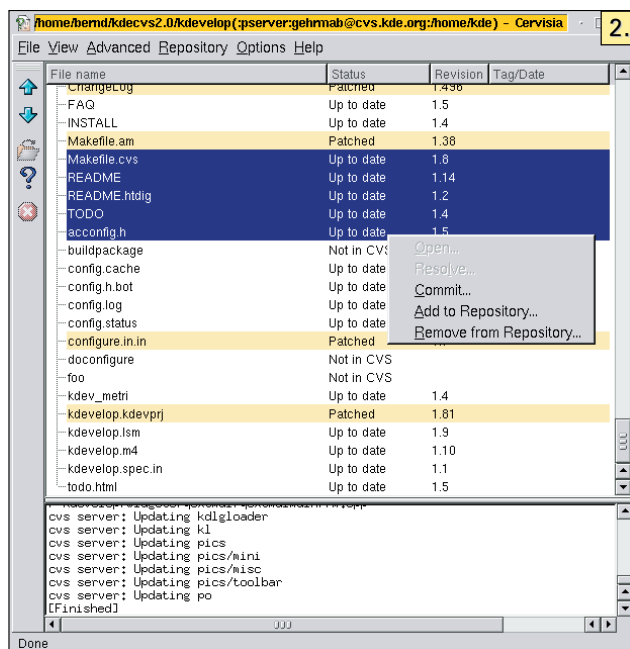 /home/bernd/kdecvs2.0/kdevelop(:pserver:gehrmab@cvs.kde.org:/home/kde) - Cervisia
2.
File View Advanced Repository Options Help
File name Status Revision Tag/Date
ChangeLog Patched 1.496
FAQ Up to date 1.5
INSTALL Up to date 1.4
Makefile.am Patched 1.38
Makefile.cvs Up to date 1.8
README Up to date 1.14
README.htdig Up to date 1.2
TODO Up to date 1.4
acconfig.h Up to date 1.5
buildpackage Not in CVS
config.cache Up to date
config.h.bot Up to date
config.log Up to date
config.status Up to date
configure.in.in Patched
doconfigure Not in CVS
foo Not in CVS
kdev_metri Up to date 1.4
kdevelop.kdevprj Patched 1.81
kdevelop.lsm Up to date 1.9
kdevelop.m4 Up to date 1.10
kdevelop.spec.in Up to date 1.1
todo.html Up to date 1.5
Open...
Resolve...
Commit...
Add to Repository...
Remove from Repository...
cvs server: Updating kdlgloader
cvs server: Updating kl
cvs server: Updating pics
cvs server: Updating pics/mini
cvs server: Updating pics/misc
cvs server: Updating pics/toolbar
cvs server: Updating po
[Finished]
Done